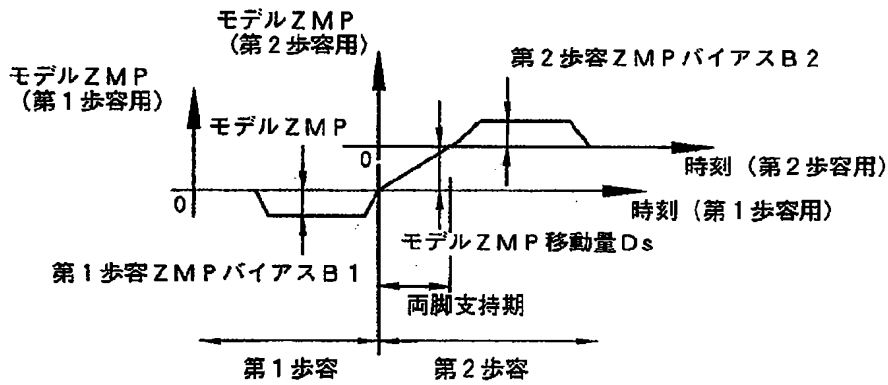 モデルZMP
(第2歩容用)
第2歩容ZMPバイアスB2
モデルZMP
(第1歩容用)
モデルZMP
0
時刻(第2歩容用)
0
時刻(第1歩容用)
モデルZMP移動量Ds
第1歩容ZMPバイアスB1
両脚支持期
第1歩容
第2歩容